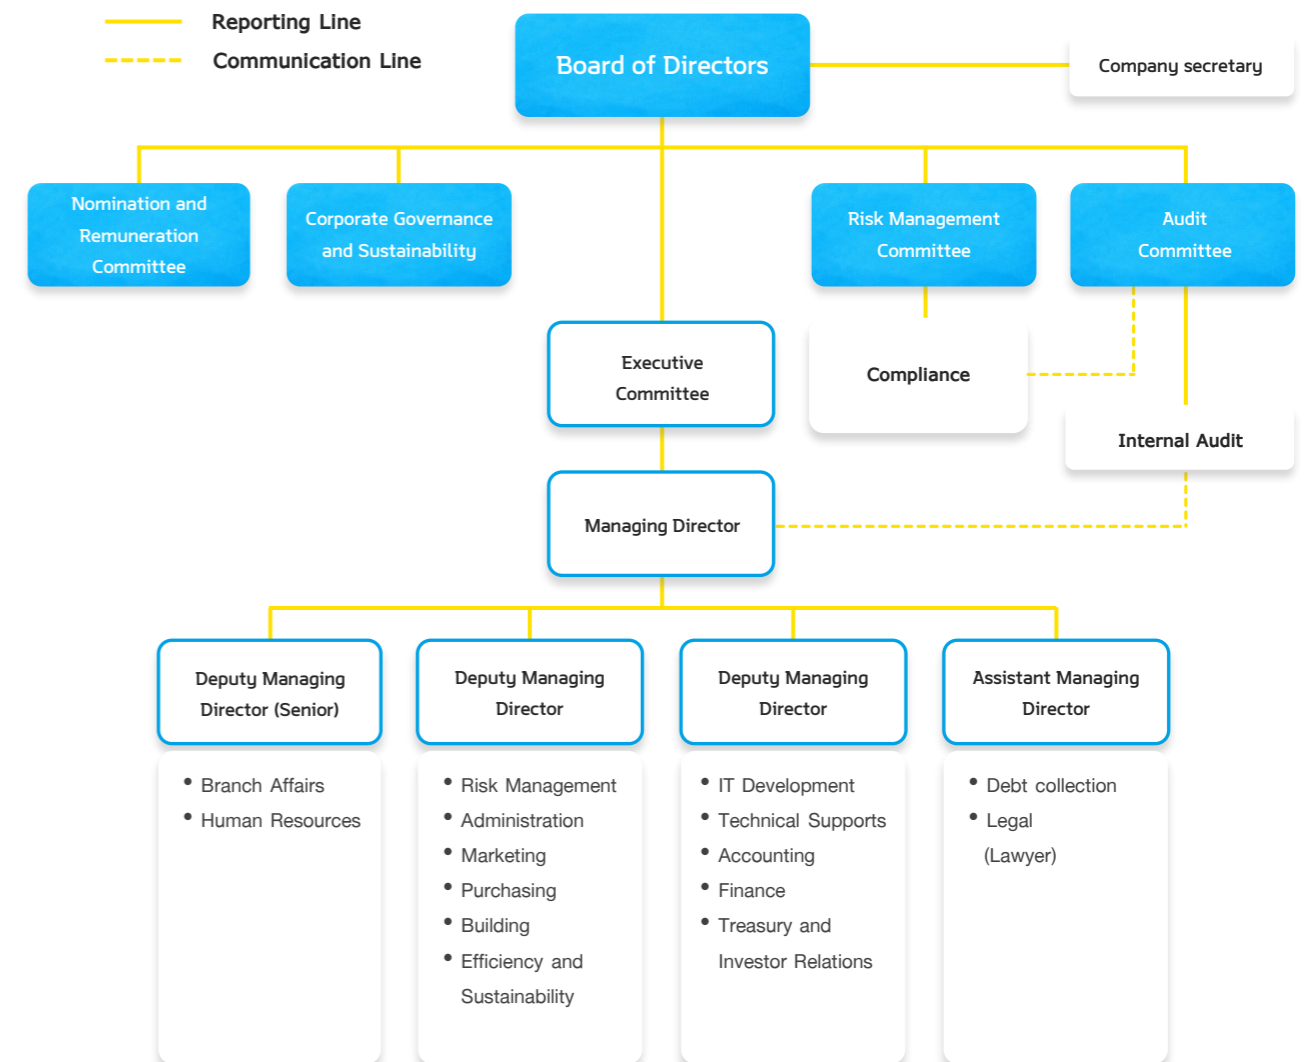 Reporting Line
Communication Line
Board of Directors
Company secretary
Nomination and
Remuneration
Committee
Corporate Governance
and Sustainability
Risk Management
Committee
Audit
Committee
Executive
Committee
Compliance
Internal Audit
Managing Director
Deputy Managing
Director (Senior)
• Branch Affairs
• Human Resources
Deputy Managing
Director
• Risk Management
• Administration
• Marketing
• Purchasing
• Building
• Efficiency and
Sustainability
Deputy Managing
Director
• IT Development
• Technical Supports
• Accounting
• Finance
• Treasury and
Investor Relations
Assistant Managing
Director
• Debt collection
• Legal
(Lawyer)